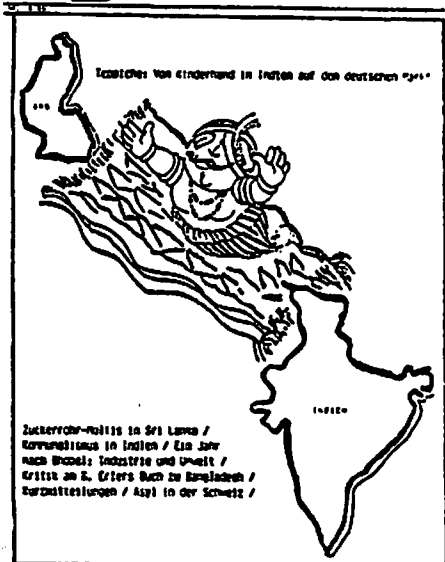 Teppiche: Von Kinderhand in Indien auf den deutschen
INDIEN
Zuckerrohr-Multis in Sri Lanka /
Kommunalismus in Indien / Ein Jahr
nach Bhopal: Industrie und Umwelt /
Kritik an B. Erlers Buch zu Bangladesh /
Kurzmitteilungen / Asyl in der Schweiz /